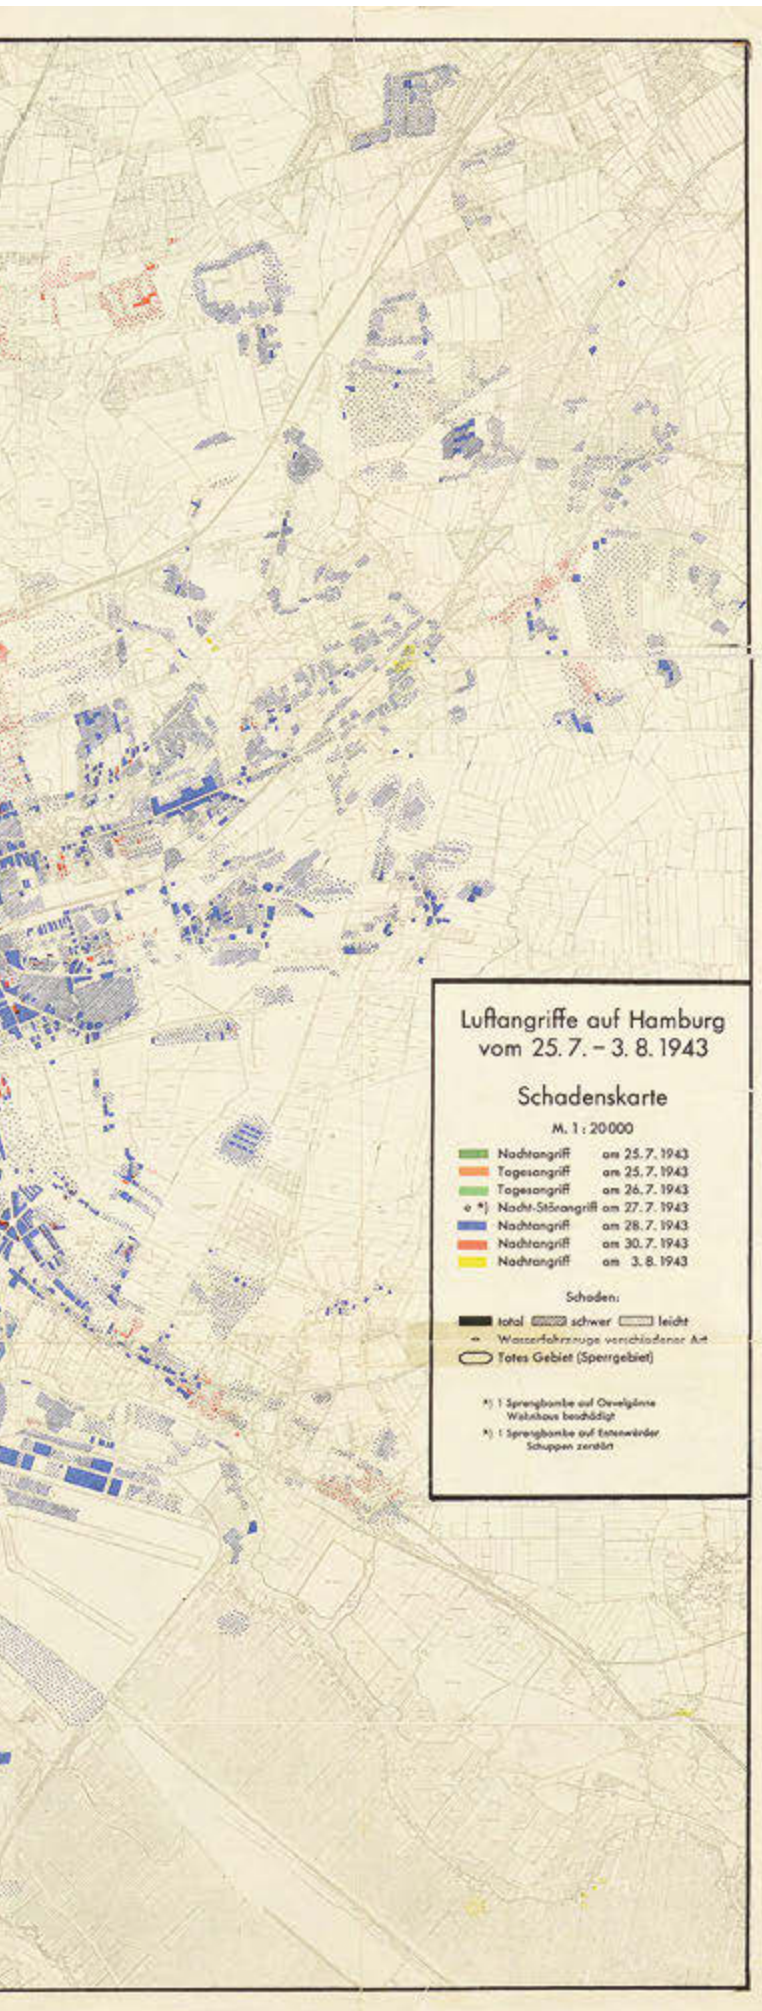 Luftangriffe auf Hamburg
vom 25.7. – 3.8.1943
Schadenskarte
M. 1 : 20000
Nachtangriff am 25.7.1943
Tagesangriff am 25.7.1943
Tagesangriff am 26.7.1943
*) Nacht-Störangriff am 27.7.1943
Nachtangriff am 28.7.1943
Nachtangriff am 30.7.1943
Nachtangriff am 3.8.1943
Schaden:
total schwer leicht
Wasserfahrzeuge verschiedener Art
Totes Gebiet (Sperrgebiet)
*) 1 Sprengbombe auf Oevelgönne
Wohnhaus beschädigt
*) 1 Sprengbombe auf Entenwärder
Schuppen zerstört